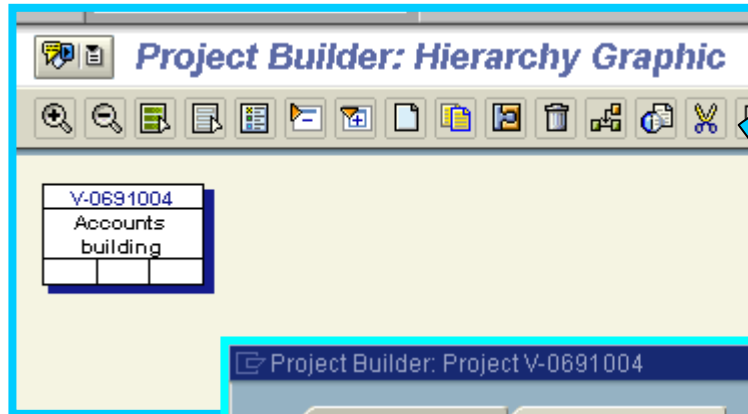 Project Builder: Hierarchy Graphic
V-0691004
Accounts
building
Project Builder: Project V-0691004